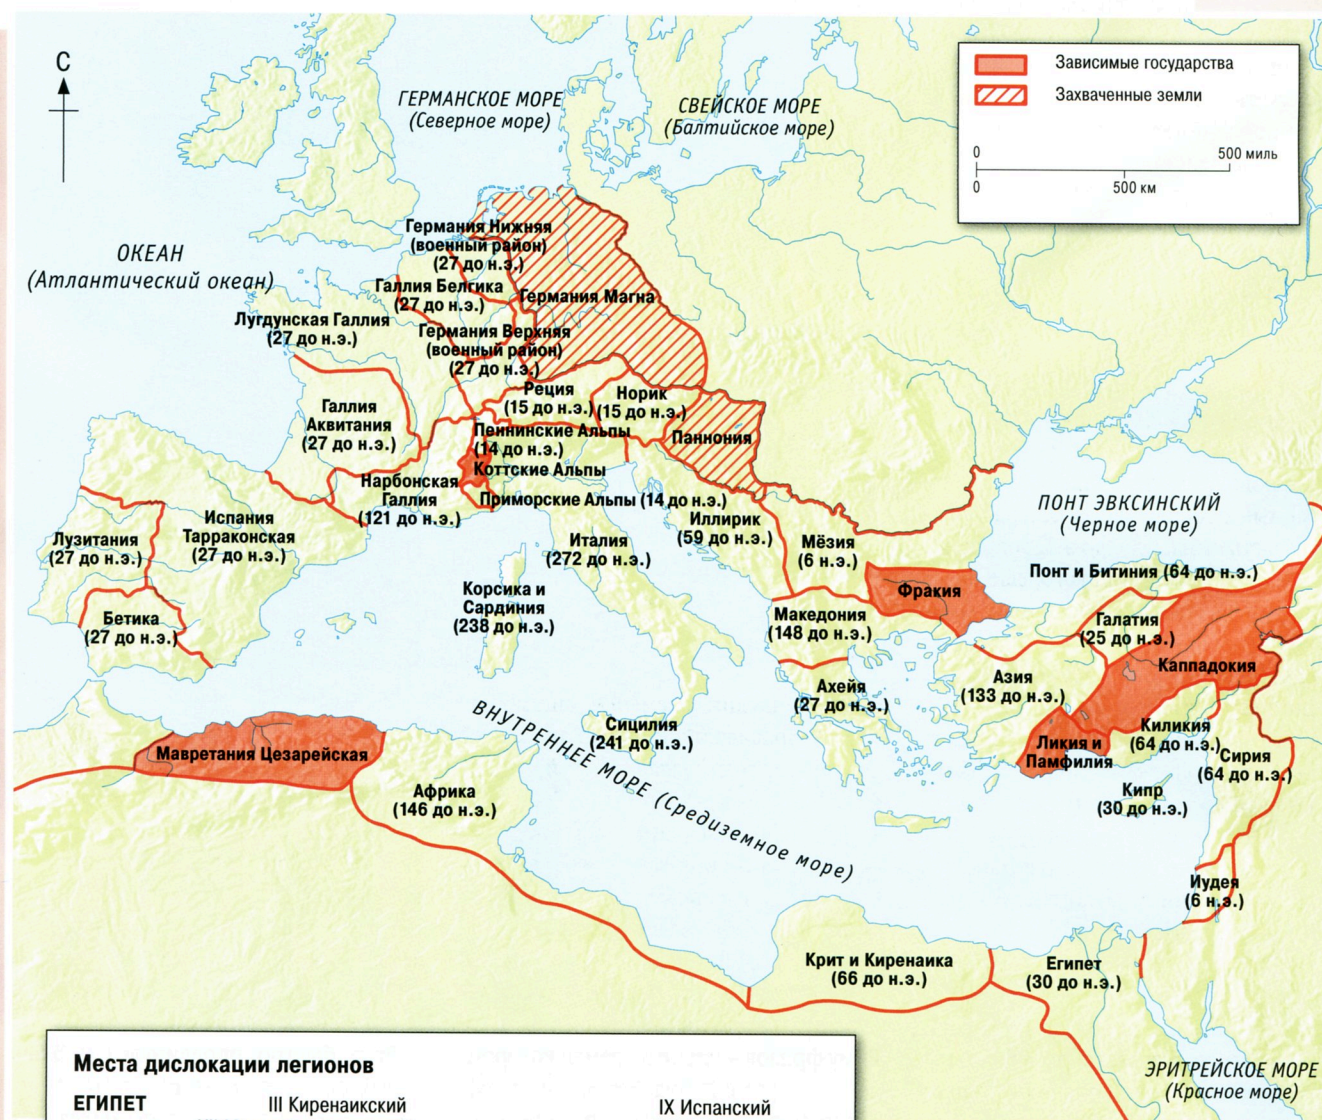 С
ГЕРМАНСКОЕ МОРЕ
(Северное море)
СВЕЙСКОЕ МОРЕ
(Балтийское море)
Зависимые государства
Захваченные земли
0
500 миль
0
500 км
ОКЕАН
(Атлантический океан)
Германия Нижняя
(военный район)
(27 до н.э.)
Галлия Белгика
(27 до н.э.)
Германия Магна
Лугдунская Галлия
(27 до н.э.)
Германия Верхняя
(военный район)
(27 до н.э.)
Реция
(15 до н.э.)
Норик
(15 до н.э.)
Галлия
Аквитания
(27 до н.э.)
Паннония
Пеннинские Альпы
(14 до н.э.)
Коттские Альпы
Нарбонская
Галлия
(121 до н.э.)
Приморские Альпы (14 до н.э.)
Иллирик
(59 до н.э.)
ПОНТ ЭВКСИНСКИЙ
(Черное море)
Испания
Тарраконская
(27 до н.э.)
Лузитания
(27 до н.э.)
Италия
(272 до н.э.)
Мёзия
(6 н.э.)
Понт и Битиния (64 до н.э.)
Корсика и
Сардиния
(238 до н.э.)
Фракия
Бетика
(27 до н.э.)
Македония
(148 до н.э.)
Галатия
(25 до н.э.)
Каппадокия
Азия
(133 до н.э.)
Ахейя
(27 до н.э.)
ВНУТРЕННЕЕ МОРЕ (Средиземное море)
Сицилия
(241 до н.э.)
Киликия
(64 до н.э.)
Ликия и
Памфилия
Сирия
(64 до н.э.)
Мавретания Цезарейская
Африка
(146 до н.э.)
Кипр
(30 до н.э.)
Иудея
(6 н.э.)
Крит и Киренаика
(66 до н.э.)
Египет
(30 до н.э.)
ЭРИТРЕЙСКОЕ МОРЕ
(Красное море)
Места дислокации легионов
ЕГИПЕТ
III Киренаикский
IX Испанский